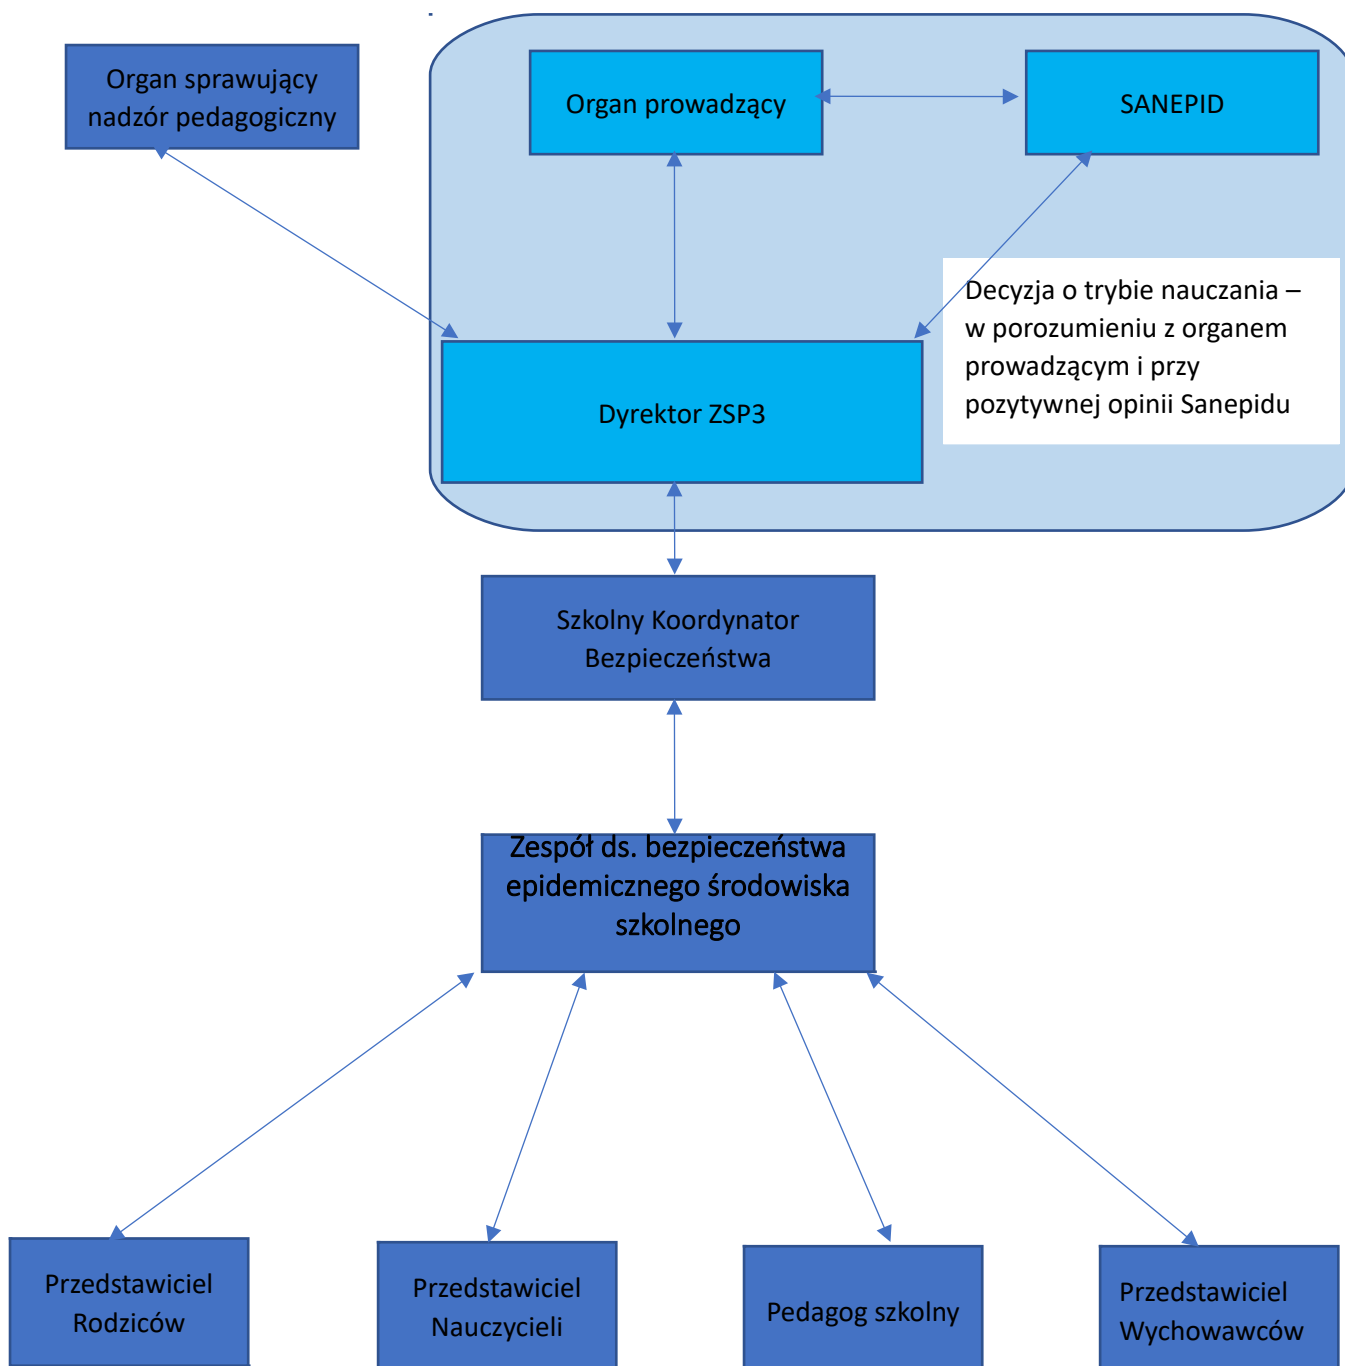 Organ sprawujący
nadzór pedagogiczny
Organ prowadzący
SANEPID
Decyzja o trybie nauczania –
w porozumieniu z organem
prowadzącym i przy
pozytywnej opinii Sanepidu
Dyrektor ZSP3
Szkolny Koordynator
Bezpieczeństwa
Zespół ds. bezpieczeństwa
epidemicznego środowiska
szkolnego
Przedstawiciel
Rodziców
Przedstawiciel
Nauczycieli
Pedagog szkolny
Przedstawiciel
Wychowawców